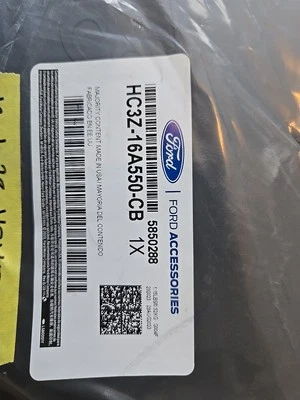 Ford
FORD ACCESSORIES
5850288
HC3Z-16A550-CB 1X
MAJORITY CONTENT MADE IN USA / MAYORIA DEL CONTENIDO
FABRICADO EN EE.UU